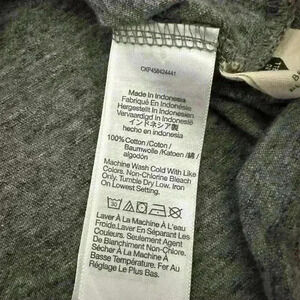 CKF458424441
Made In Indonesia
Fabriqué En Indonésie
Hergestellt In Indonesien
Vervaardigd In Indonesië
インドネシア製
hecho en indonesia
100% Cotton /Coton /
Baumwolle /Katoen / 綿 /
algodón
Machine Wash Cold With Like
Colors. Non-Chlorine Bleach
Only. Tumble Dry Low. Iron
On Lowest Setting.
Laver À La Machine À L'eau
Froide.Laver En Séparant Les
Couleurs. Seulement Agent
De Blanchiment Non-Chlore.
Sécher À La Machine À
Basse Température. Fer Au
Réglage Le Plus Bas.